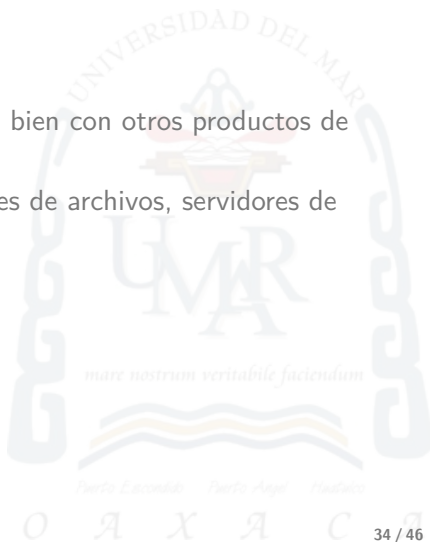 UNIVERSIDAD DEL MAR
bien con otros productos de
es de archivos, servidores de
UMAR
mare nostrum veritabile faciendum
Puerto Escondido Puerto Ángel Huatulco
OAXACA
34 / 46